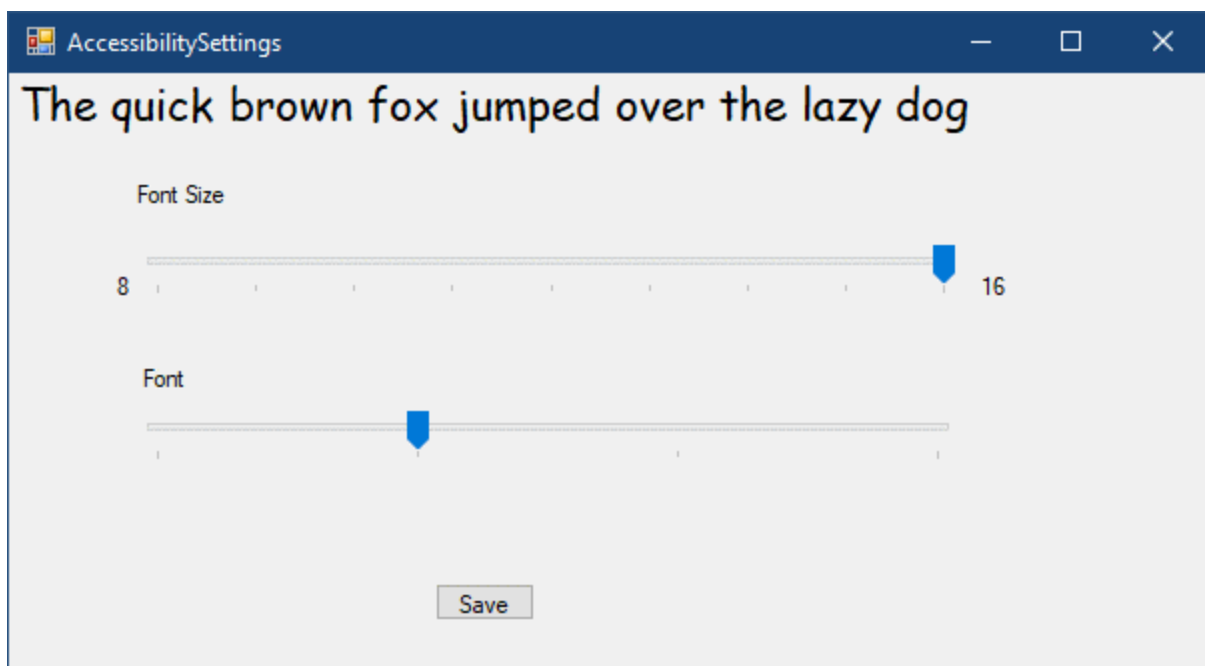 AccessibilitySettings
The quick brown fox jumped over the lazy dog
Font Size
8 16
Font
Save